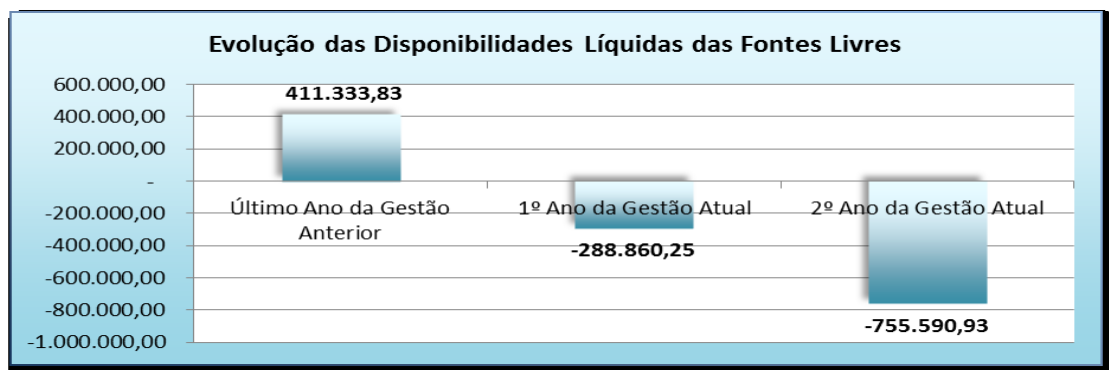 Evolução das Disponibilidades Líquidas das Fontes Livres
600.000,00
400.000,00
200.000,00
-
-200.000,00
-400.000,00
-600.000,00
-800.000,00
-1.000.000,00
411.333,83
Último Ano da Gestão
Anterior
1º Ano da Gestão Atual
-288.860,25
2º Ano da Gestão Atual
-755.590,93